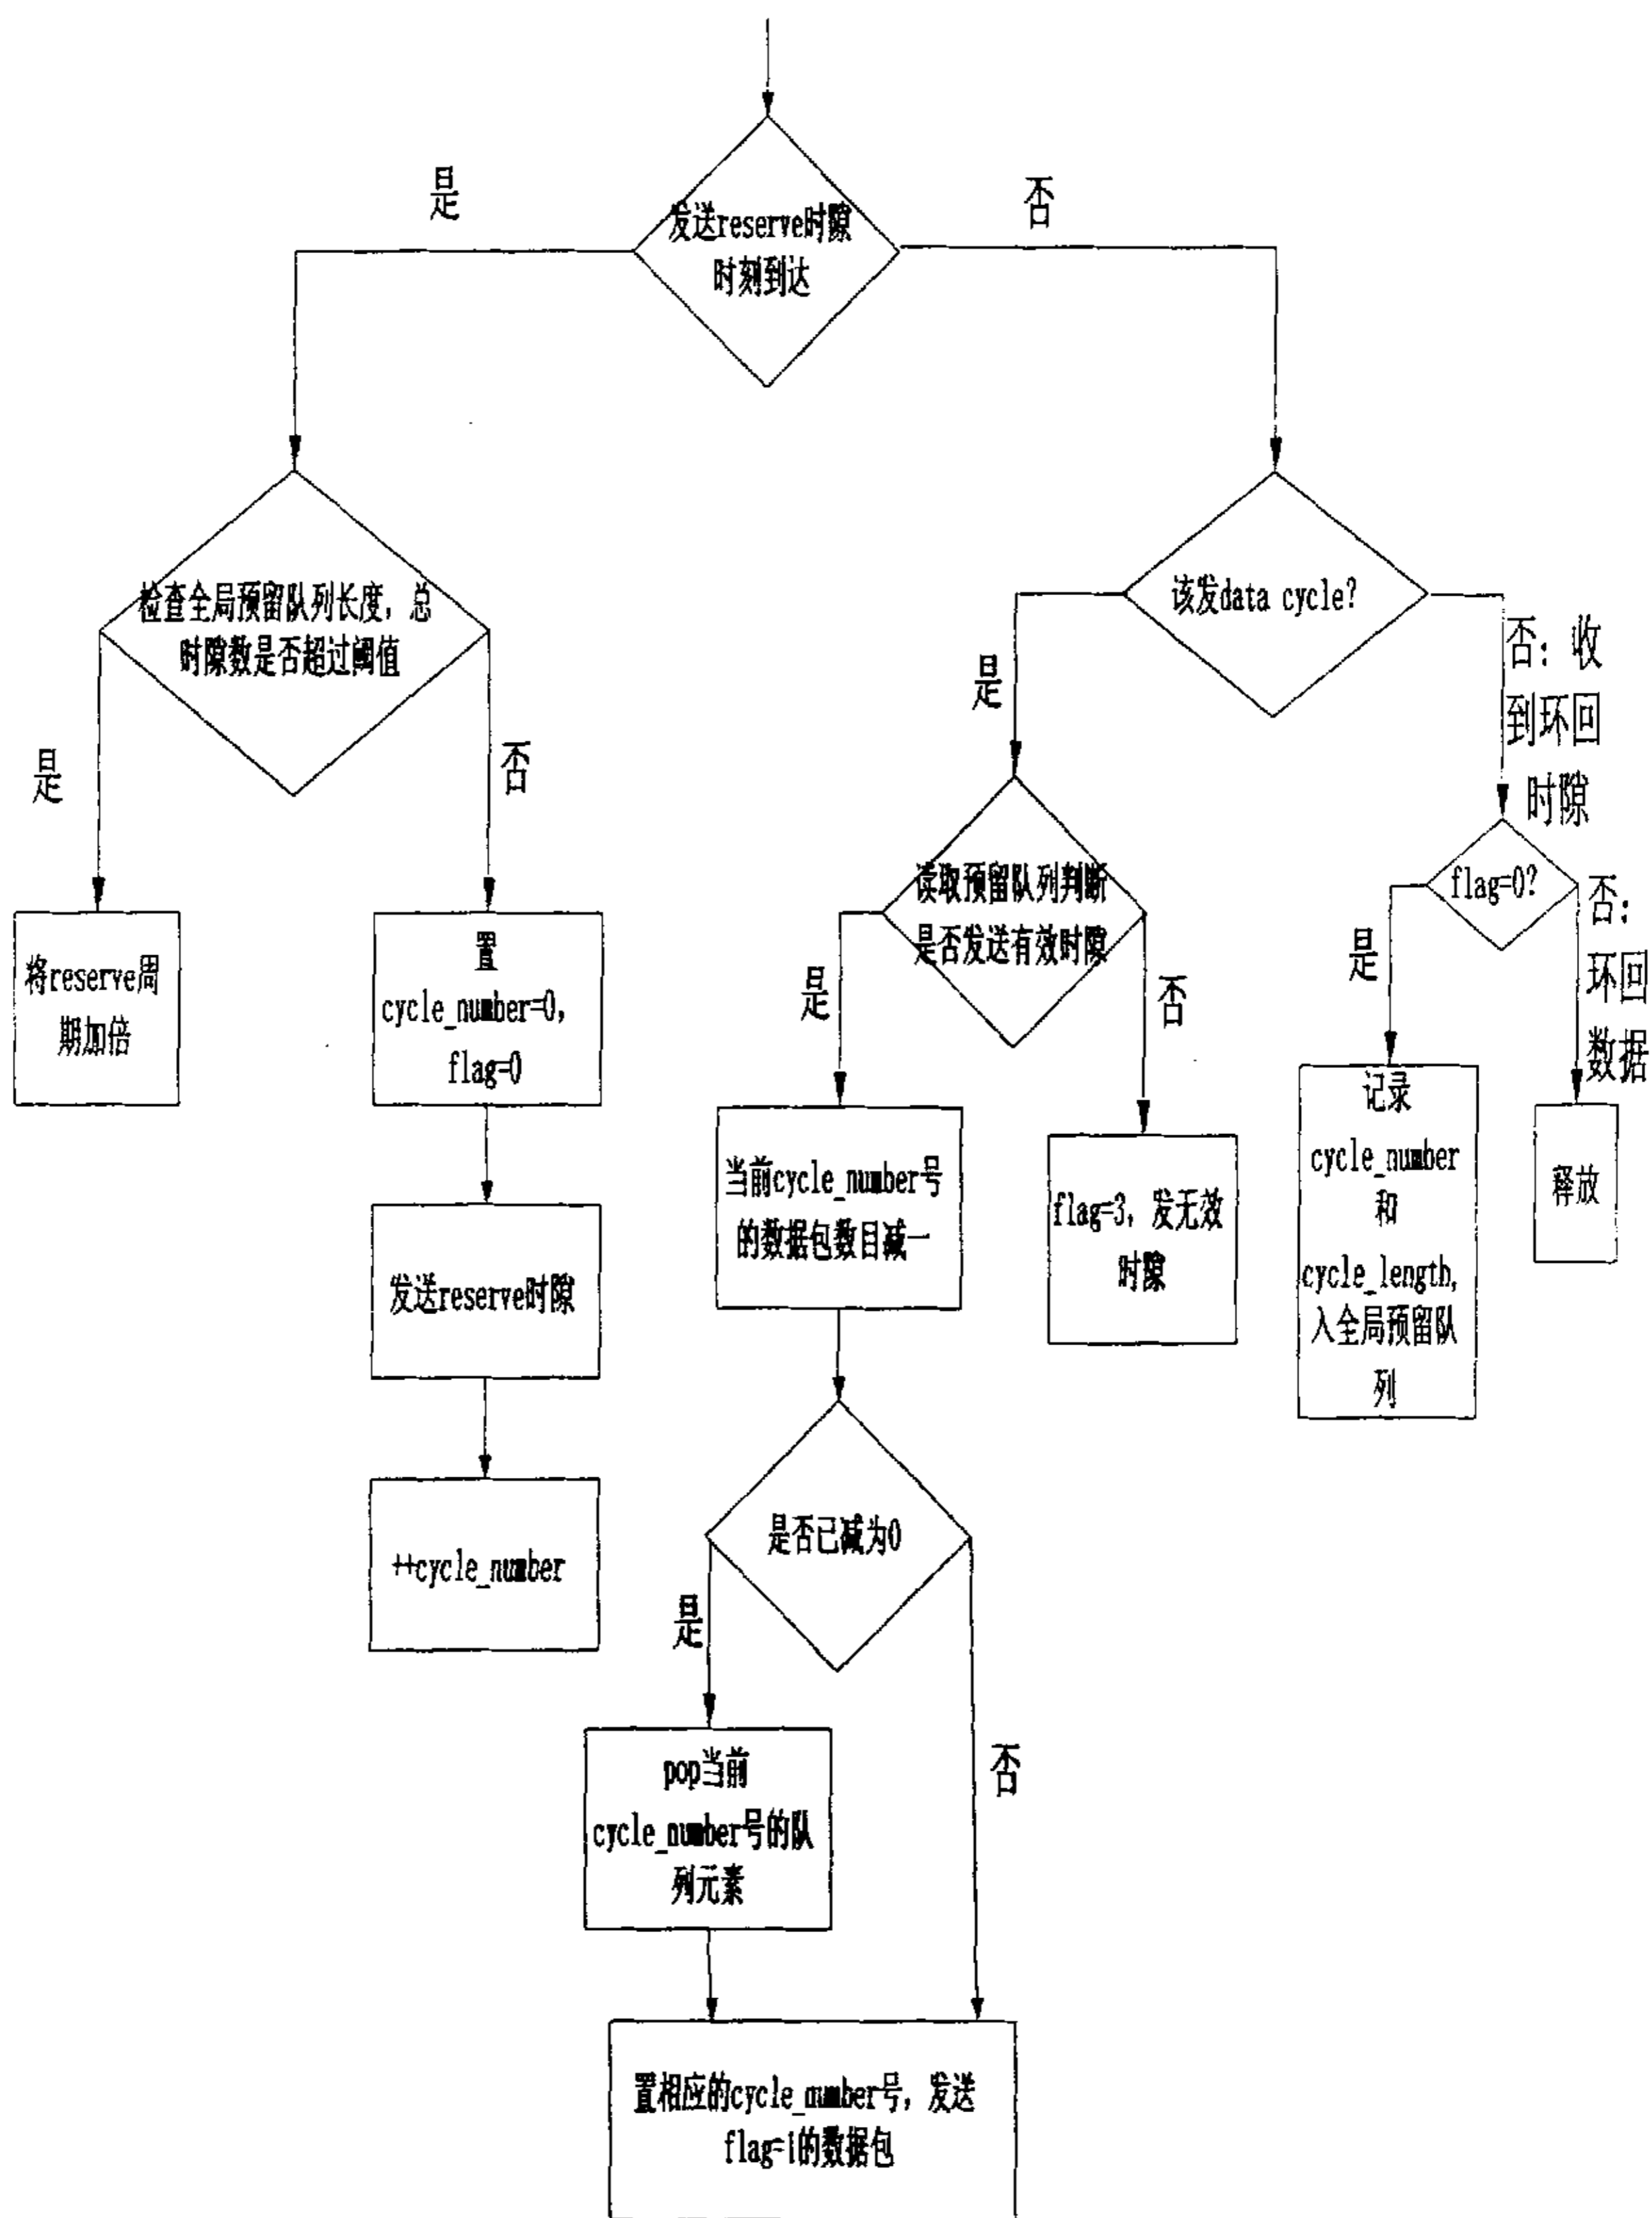 是
否
发送reserve时隙
时刻到达
检查全局预留队列长度，总
时隙数是否超过阈值
该发data cycle?
是
否
是
否：收
到环回
时隙
读取预留队列判断
是否发送有效时隙
flag=0?
将reserve周
期加倍
置
cycle_number=0,
flag=0
是
否
是
否：
环回
数据
当前cycle_number号
的数据包数目减一
flag=3，发无效
时隙
记录
cycle_number
和
cycle_length,
入全局预留队
列
释放
发送reserve时隙
++cycle_number
是否已减为0
是
否
pop当前
cycle_number号的队
列元素
置相应的cycle_number号，发送
flag=1的数据包